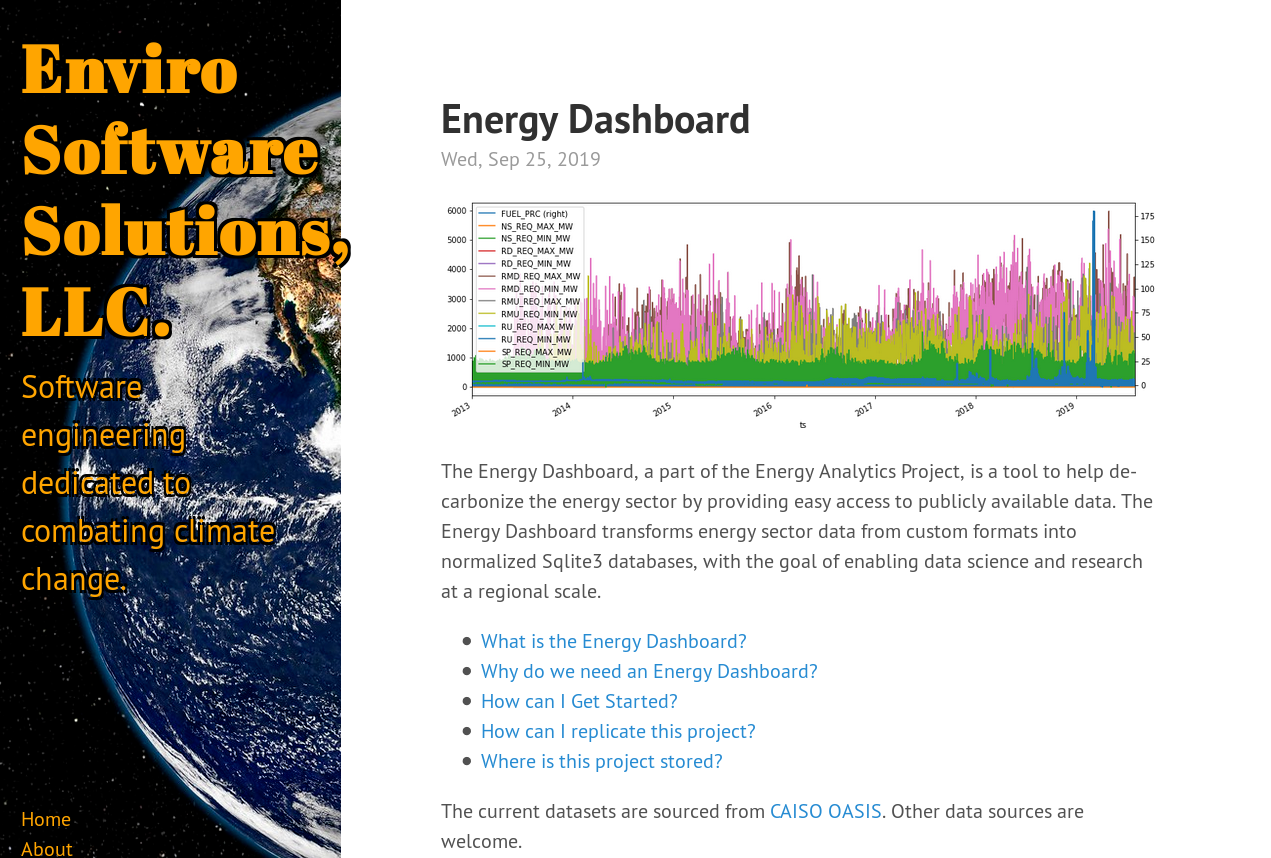 Enviro
Software
Solutions,
LLC.
Software
engineering
dedicated to
combating climate
change.
Home
About
Energy Dashboard
Wed, Sep 25, 2019
6000
5000
4000
3000
2000
1000
0
FUEL_PRC (right)
NS_REQ_MAX_MW
NS_REQ_MIN_MW
RD_REQ_MAX_MW
RD_REQ_MIN_MW
RMD_REQ_MAX_MW
RMD_REQ_MIN_MW
RMU_REQ_MAX_MW
RMU_REQ_MIN_MW
RU_REQ_MAX_MW
RU_REQ_MIN_MW
SP_REQ_MAX_MW
SP_REQ_MIN_MW
175
150
125
100
75
50
25
0
2013 2014 2015 2016 2017 2018 2019
ts
The Energy Dashboard, a part of the Energy Analytics Project, is a tool to help de-
carbonize the energy sector by providing easy access to publicly available data. The
Energy Dashboard transforms energy sector data from custom formats into
normalized Sqlite3 databases, with the goal of enabling data science and research
at a regional scale.
What is the Energy Dashboard?
Why do we need an Energy Dashboard?
How can I Get Started?
How can I replicate this project?
Where is this project stored?
The current datasets are sourced from CAISO OASIS. Other data sources are
welcome.